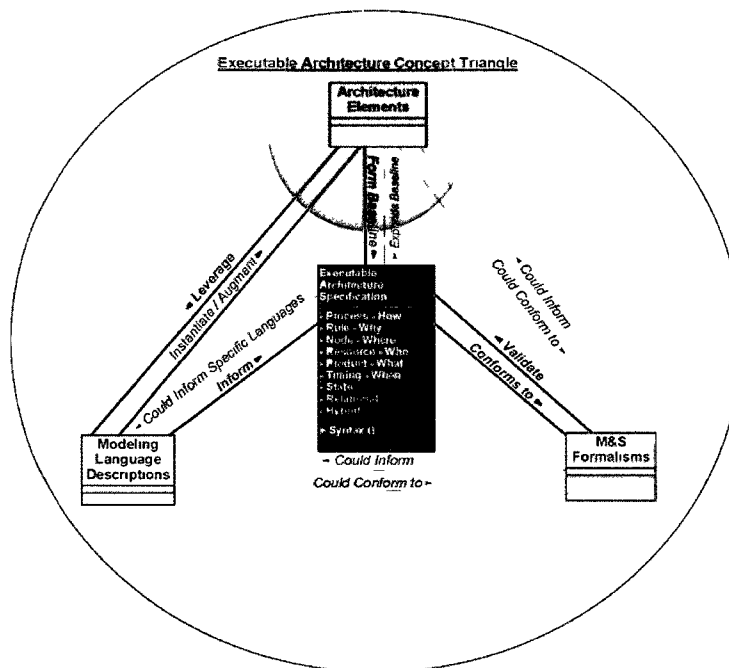 Executable Architecture Concept Triangle
Architecture
Elements
Form Baseline ►
◄ Expands Baseline
◄ Leverage
Instantiate / Augment ►
◄ Could Inform Specific Languages
Inform ►
◄ Could Inform
Could Conform to ►
◄ Validate
Conforms to ►
Executable
Architecture
Specification
- Process - How
- Rule - Why
- Node - Where
- Resource - Who
- Product - What
- Timing - When
- State
- Relational
- Hybrid
+ Syntax ()
Modeling
Language
Descriptions
M&S
Formalisms
◄ Could Inform
Could Conform to ►